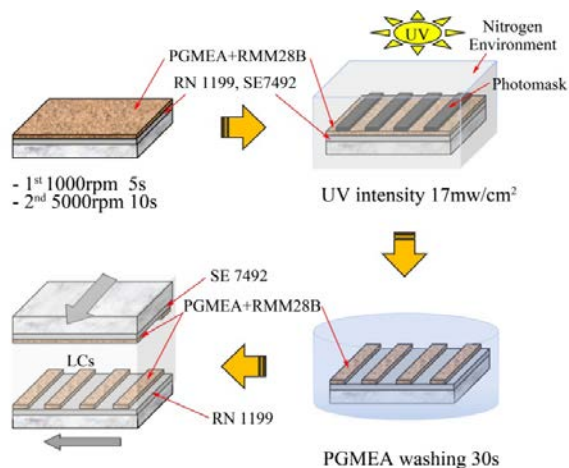 PGMEA+RMM28B
RN 1199, SE7492
- 1st 1000rpm 5s
- 2nd 5000rpm 10s
UV
Nitrogen
Environment
Photomask
UV intensity 17mw/cm²
SE 7492
PGMEA+RMM28B
LCs
RN 1199
PGMEA washing 30s